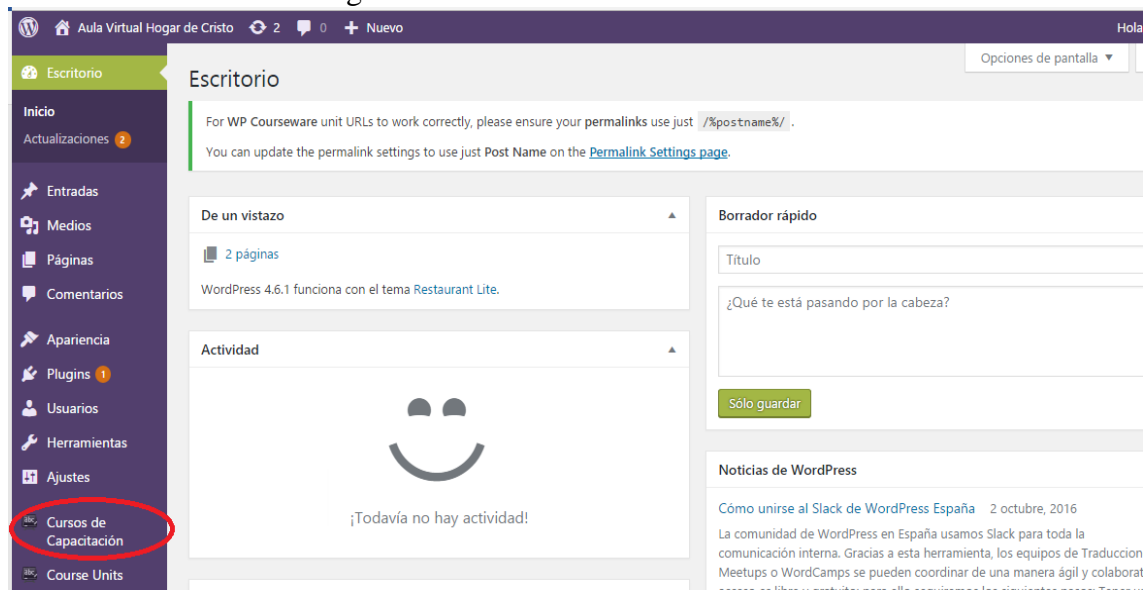 Aula Virtual Hogar de Cristo 2 0 + Nuevo Hola
Escritorio
Inicio
Actualizaciones 2
Entradas
Medios
Páginas
Comentarios
Apariencia
Plugins 1
Usuarios
Herramientas
Ajustes
Cursos de
Capacitación
Course Units
Opciones de pantalla ▼
Escritorio
For WP Courseware unit URLs to work correctly, please ensure your permalinks use just /%postname%/ .
You can update the permalink settings to use just Post Name on the Permalink Settings page.
De un vistazo
2 páginas
WordPress 4.6.1 funciona con el tema Restaurant Lite.
Actividad
¡Todavía no hay actividad!
Borrador rápido
Título
¿Qué te está pasando por la cabeza?
Sólo guardar
Noticias de WordPress
Cómo unirse al Slack de WordPress España 2 octubre, 2016
La comunidad de WordPress en España usamos Slack para toda la
comunicación interna. Gracias a esta herramienta, los equipos de Traduccion
Meetups o WordCamps se pueden coordinar de una manera ágil y colaborat